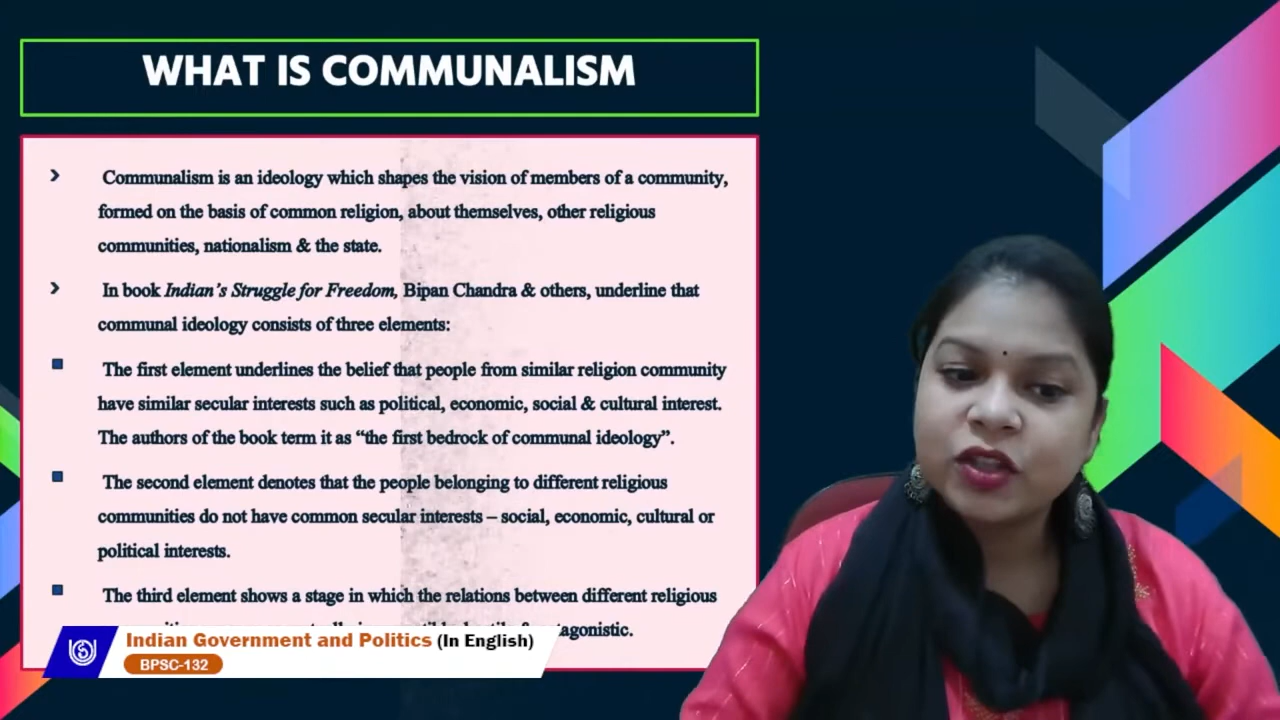 WHAT IS COMMUNALISM
Communalism is an ideology which shapes the vision of members of a community,
formed on the basis of common religion, about themselves, other religious
communities, nationalism & the state.
In book Indian's Struggle for Freedom, Bipan Chandra & others, underline that
communal ideology consists of three elements:
The first element underlines the belief that people from similar religion community
have similar secular interests such as political, economic, social & cultural interest.
The authors of the book term it as “the first bedrock of communal ideology”.
The second element denotes that the people belonging to different religious
communities do not have common secular interests – social, economic, cultural or
political interests.
The third element shows a stage in which the relations between different religious
Indian Government and Politics (In English)
BPSC-132